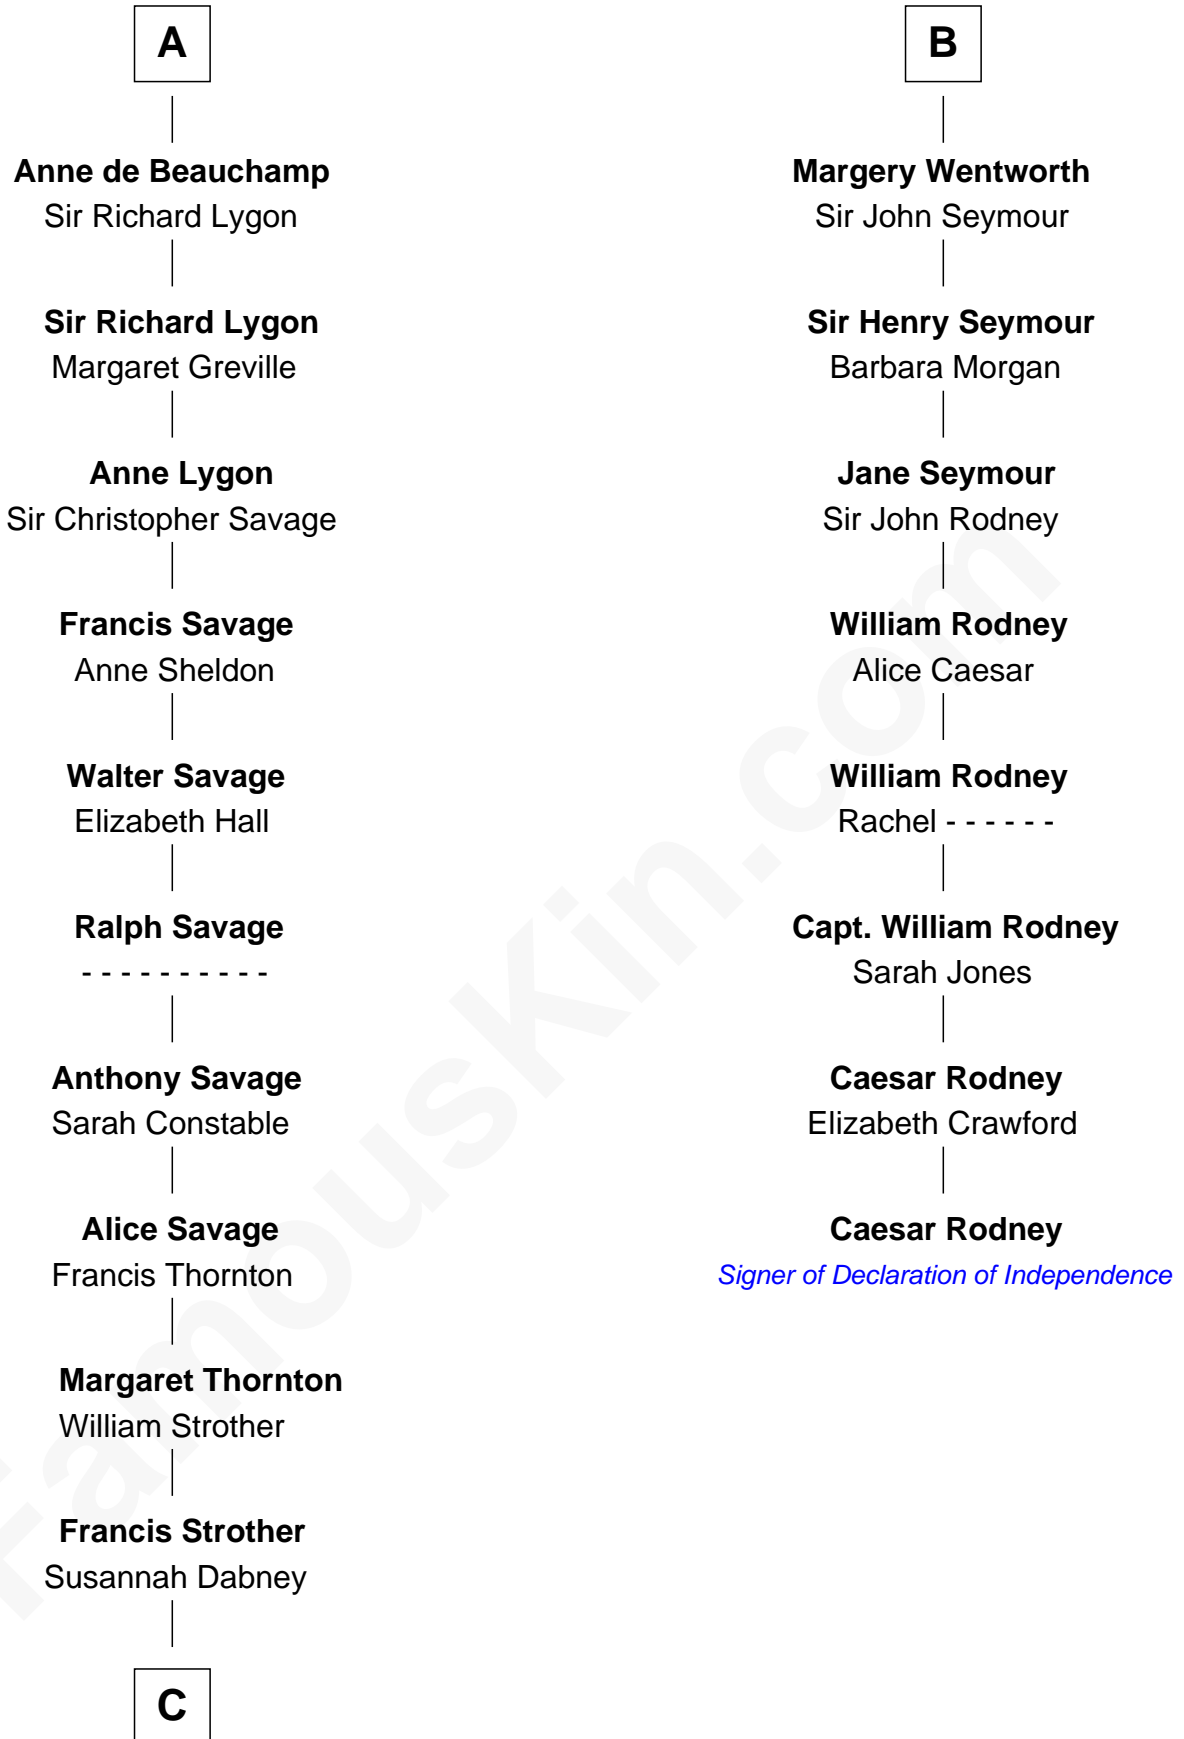 A
Anne de Beauchamp
Sir Richard Lygon
Sir Richard Lygon
Margaret Greville
Anne Lygon
Sir Christopher Savage
Francis Savage
Anne Sheldon
Walter Savage
Elizabeth Hall
Ralph Savage
- - - - - - - - - -
Anthony Savage
Sarah Constable
Alice Savage
Francis Thornton
Margaret Thornton
William Strother
Francis Strother
Susannah Dabney
C
B
Margery Wentworth
Sir John Seymour
Sir Henry Seymour
Barbara Morgan
Jane Seymour
Sir John Rodney
William Rodney
Alice Caesar
William Rodney
Rachel - - - - - -
Capt. William Rodney
Sarah Jones
Caesar Rodney
Elizabeth Crawford
Caesar Rodney
Signer of Declaration of Independence
FamousKin.com